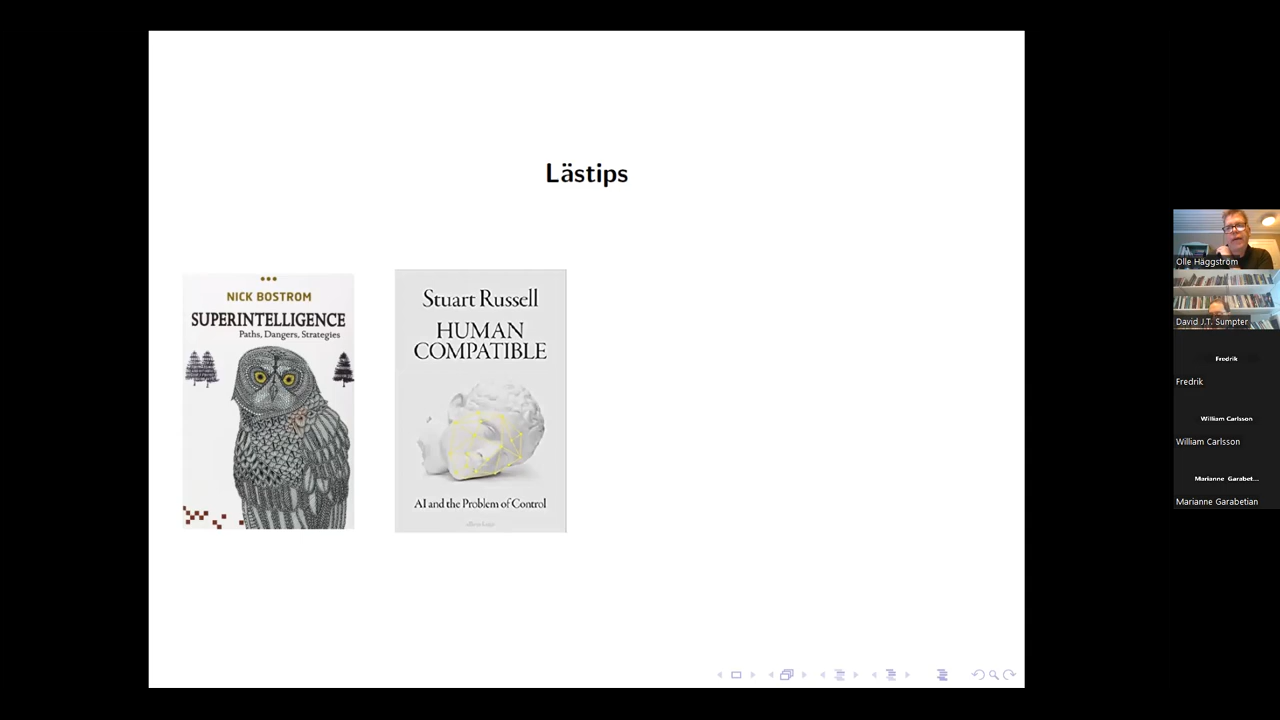 Lästips
NICK BOSTROM
SUPERINTELLIGENCE
Paths, Dangers, Strategies
Stuart Russell
HUMAN
COMPATIBLE
AI and the Problem of Control
Olle Häggström
David J.T. Sumpter
Fredrik
Fredrik
William Carlsson
William Carlsson
Marianne Garabet...
Marianne Garabetian